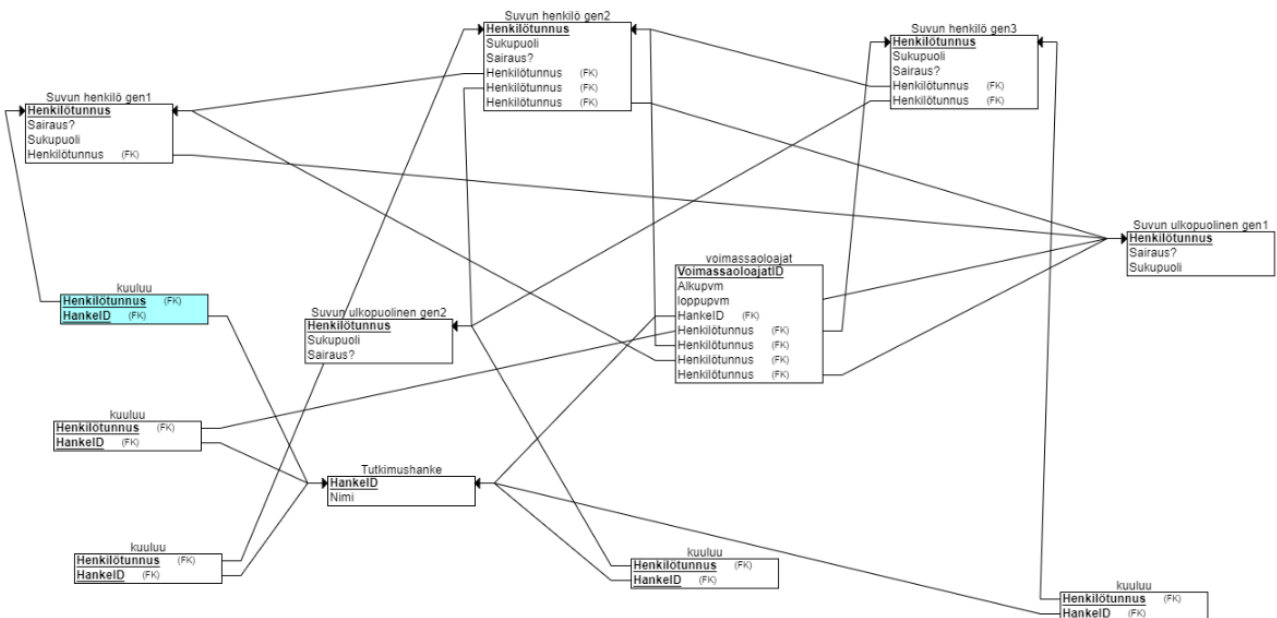 Suvun henkilö gen2
Henkilötunnus
Sukupuoli
Sairaus?
Henkilötunnus (FK)
Henkilötunnus (FK)
Henkilötunnus (FK)
Suvun henkilö gen3
Henkilötunnus
Sukupuoli
Sairaus?
Henkilötunnus (FK)
Henkilötunnus (FK)
Suvun henkilö gen1
Henkilötunnus
Sairaus?
Sukupuoli
Henkilötunnus (FK)
Suvun ulkopuolinen gen1
Henkilötunnus
Sairaus?
Sukupuoli
voimassaoloajat
VoimassaoloajatID
Alkupvm
loppupvm
HankeID (FK)
Henkilötunnus (FK)
Henkilötunnus (FK)
Henkilötunnus (FK)
Henkilötunnus (FK)
kuuluu
Henkilötunnus (FK)
HankeID (FK)
Suvun ulkopuolinen gen2
Henkilötunnus
Sukupuoli
Sairaus?
kuuluu
Henkilötunnus (FK)
HankeID (FK)
Tutkimushanke
HankeID
Nimi
kuuluu
Henkilötunnus (FK)
HankeID (FK)
kuuluu
Henkilötunnus (FK)
HankeID (FK)
kuuluu
Henkilötunnus (FK)
HankeID (FK)